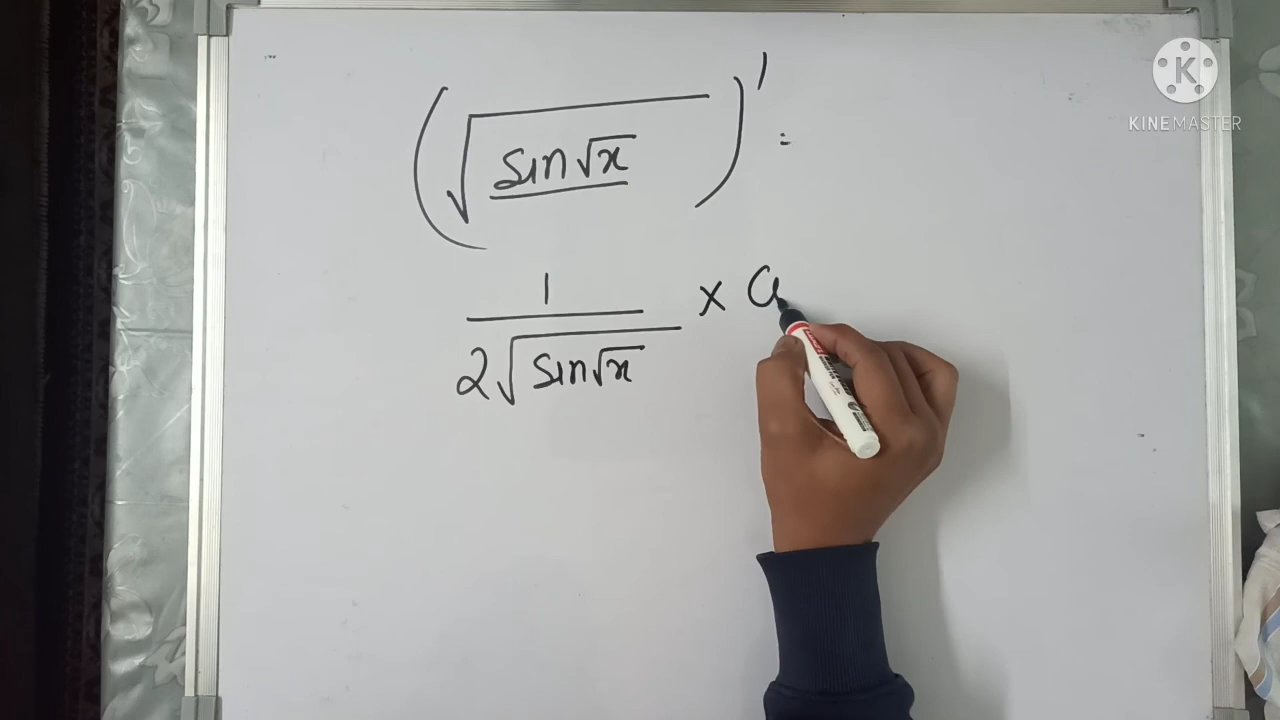 (√(sin√x))' =
1/(2√(sin√x)) × C
KINEMASTER